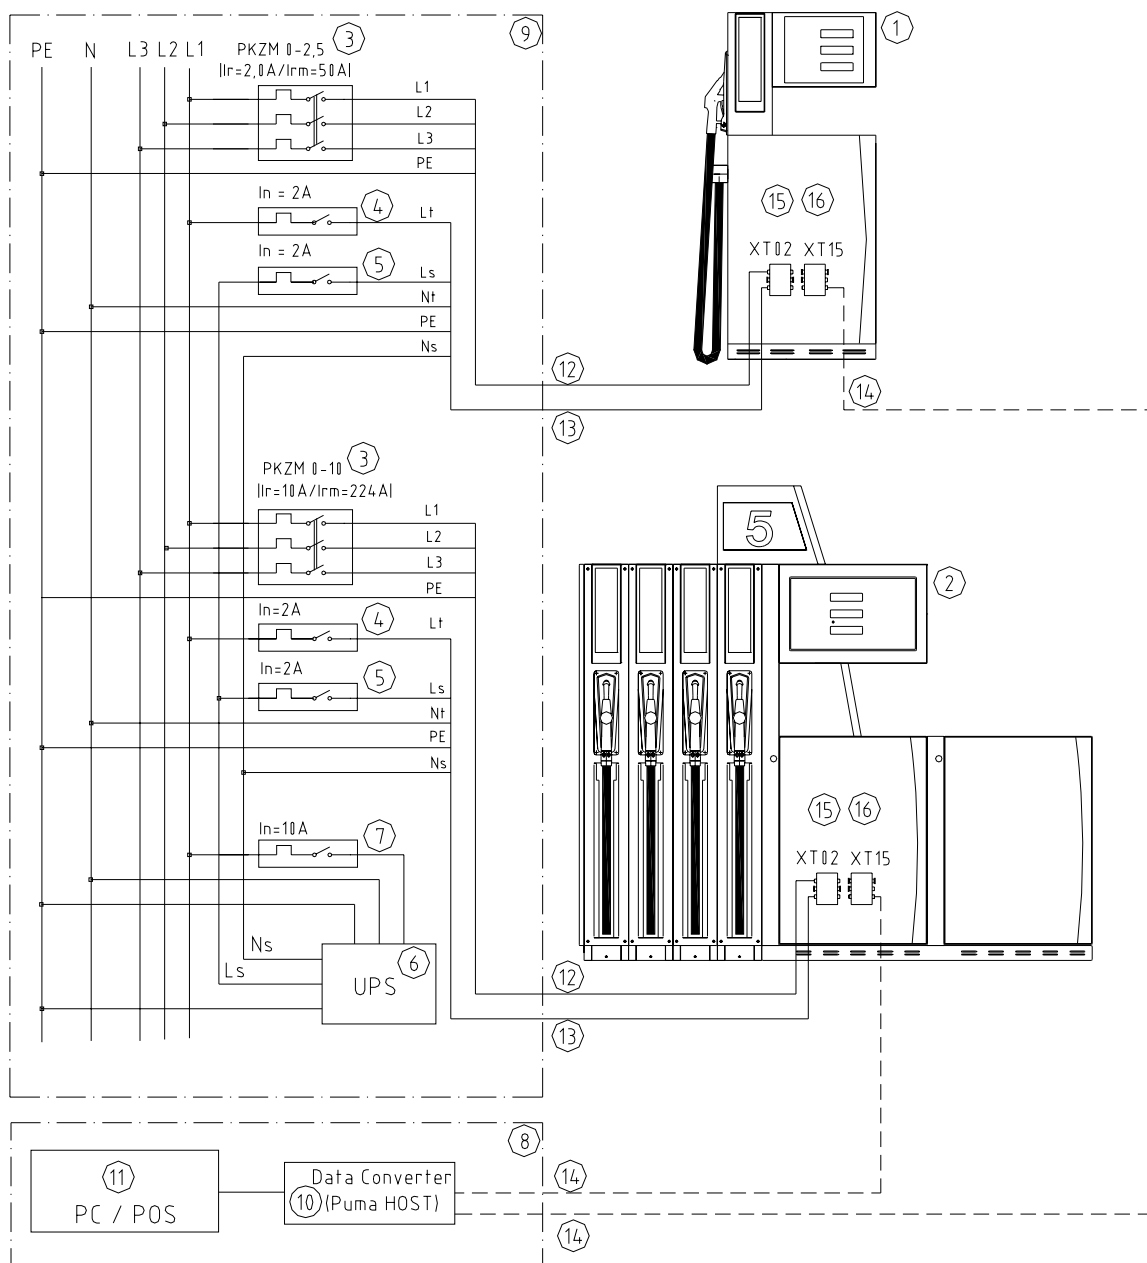 PE N L3 L2 L1
PKZM 0-2,5
3
9
1
|Ir=2,0A/Irm=50A|
L1
L2
L3
PE
In = 2A
4
Lt
In = 2A
5
Ls
Nt
PE
Ns
15 16
XT02 XT15
12
13
14
PKZM 0-10
3
|Ir=10A/Irm=224A|
L1
L2
L3
PE
In=2A
4
Lt
In=2A
5
Ls
Nt
PE
Ns
5
2
15 16
XT02 XT15
In=10A
7
Ns
Ls
6
UPS
12
13
8
11
PC / POS
Data Converter
10
(Puma HOST)
14
14